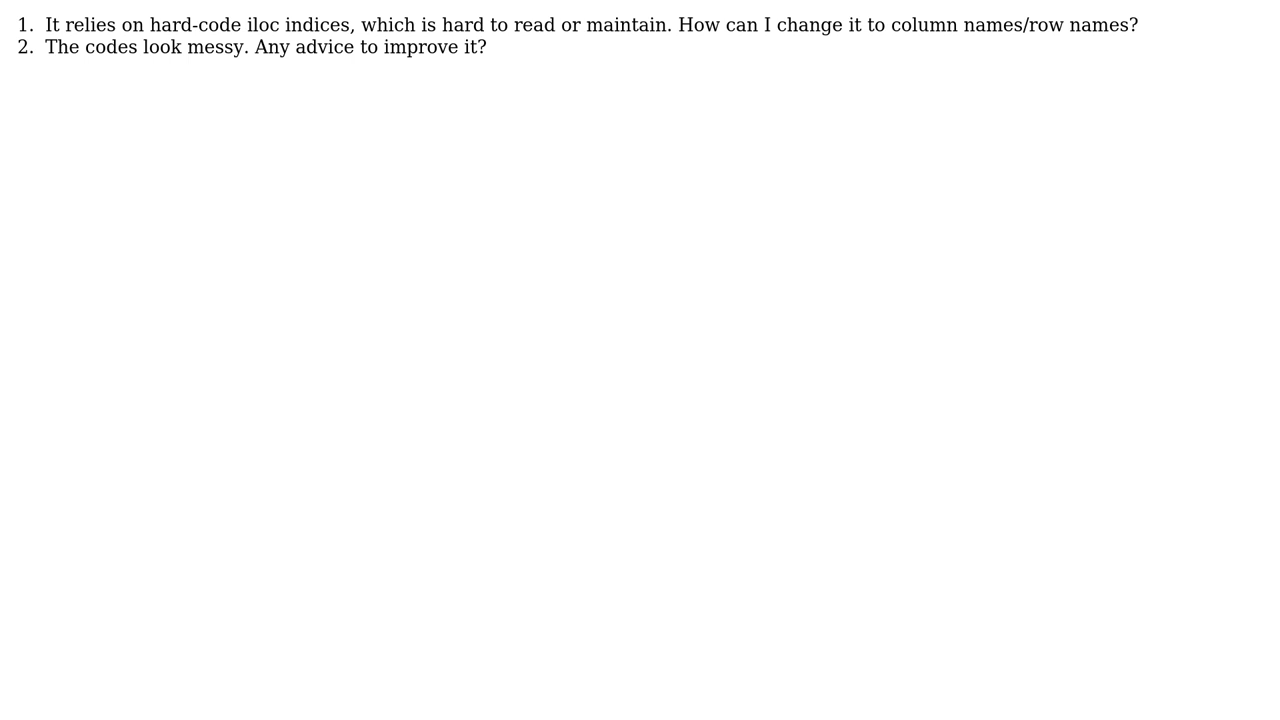 1. It relies on hard-code iloc indices, which is hard to read or maintain. How can I change it to column names/row names?
2. The codes look messy. Any advice to improve it?